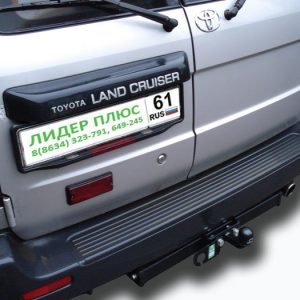 TOYOTA LAND CRUISER
ЛИДЕР ПЛЮС
8(8634) 323-791, 649-245
61
RUS